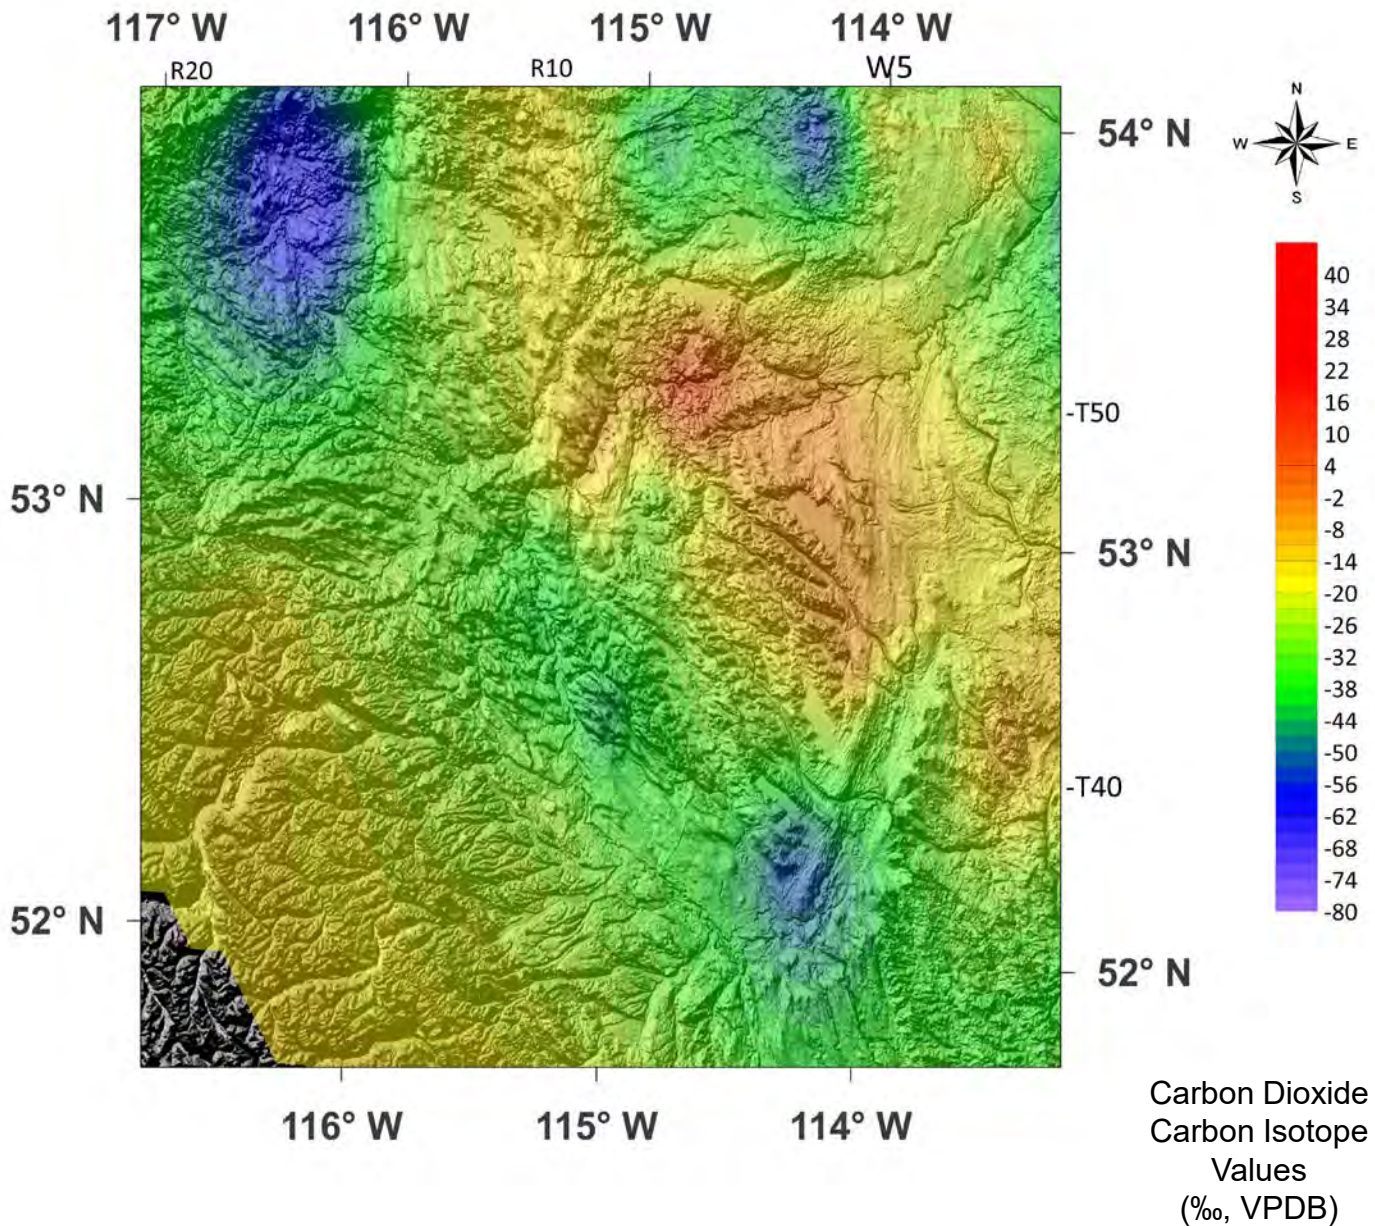 117° W 116° W 115° W 114° W
R20 R10 W5
N
54° N
W E
S
40
34
28
22
16
-T50
10
4
53° N
-2
-8
53° N
-14
-20
-26
-32
-38
-44
-50
-T40
-56
-62
-68
-74
52° N
-80
52° N
116° W 115° W 114° W
Carbon Dioxide
Carbon Isotope
Values
(‰, VPDB)